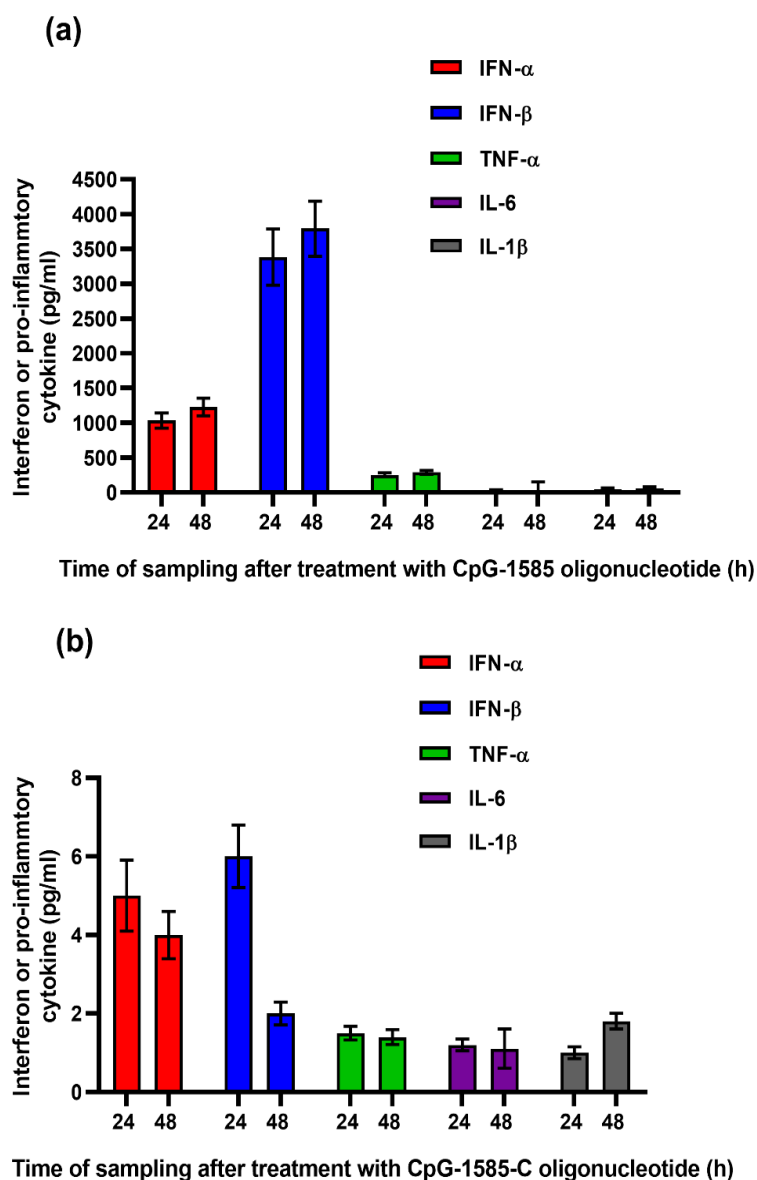 (a)
IFN-α
IFN-β
TNF-α
IL-6
IL-1β
Interferon or pro-inflammtory
cytokine (pg/ml)
4500
4000
3500
3000
2500
2000
1500
1000
500
0
24 48 24 48 24 48 24 48 24 48
Time of sampling after treatment with CpG-1585 oligonucleotide (h)
(b)
IFN-α
IFN-β
TNF-α
IL-6
IL-1β
Interferon or pro-inflammtory
cytokine (pg/ml)
8
6
4
2
0
24 48 24 48 24 48 24 48 24 48
Time of sampling after treatment with CpG-1585-C oligonucleotide (h)